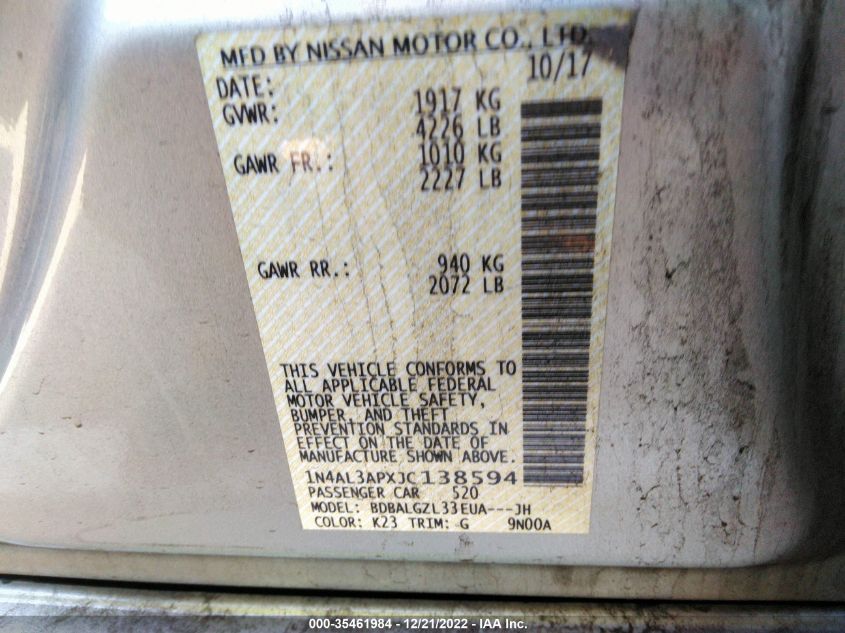 MFD BY NISSAN MOTOR CO., LTD.
DATE: 10/17
GVWR: 1917 KG
4226 LB
GAWR FR.: 1010 KG
2227 LB
GAWR RR.: 940 KG
2072 LB
THIS VEHICLE CONFORMS TO
ALL APPLICABLE FEDERAL
MOTOR VEHICLE SAFETY,
BUMPER, AND THEFT
PREVENTION STANDARDS IN
EFFECT ON THE DATE OF
MANUFACTURE SHOWN ABOVE.
1N4AL3APXJC138594
PASSENGER CAR 520
MODEL: BDBALGZL33EUA---JH
COLOR: K23 TRIM: G 9N00A
000-35461984 - 12/21/2022 - IAA Inc.